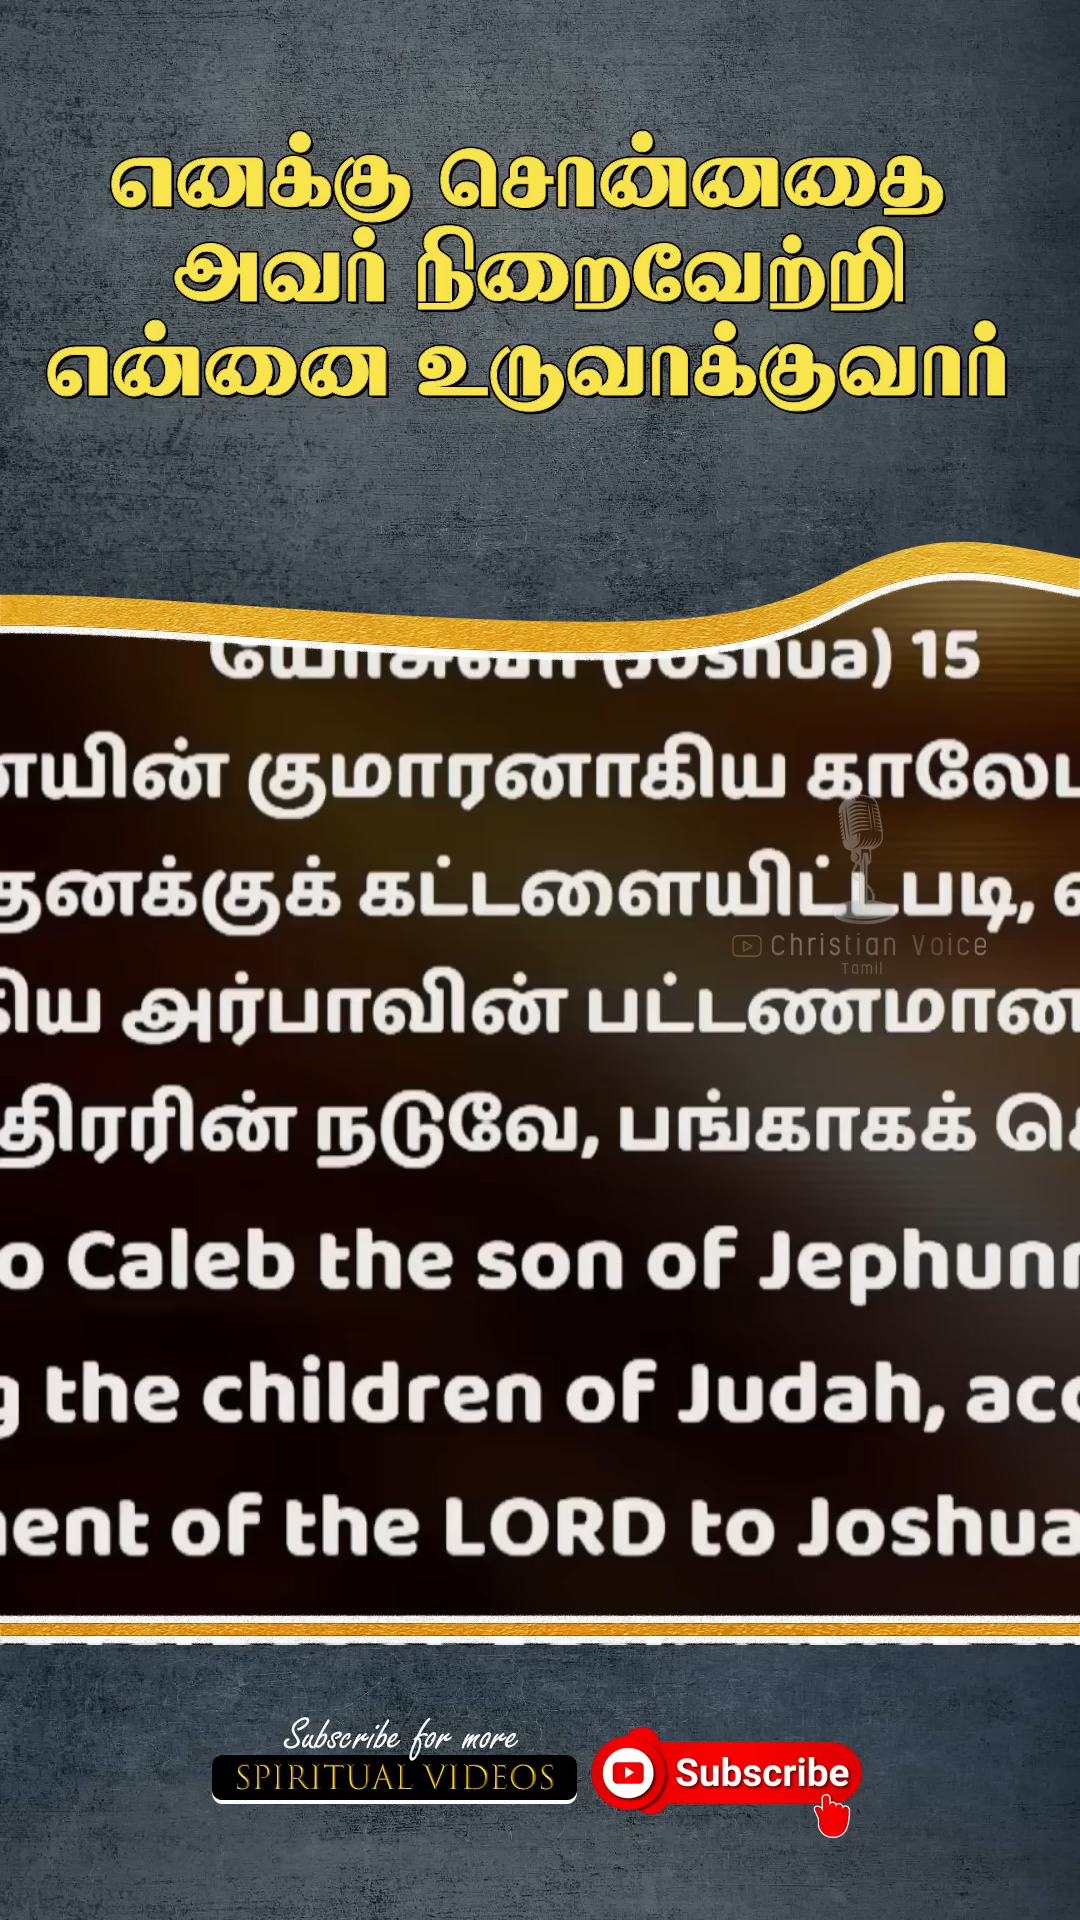 எனக்கு சொன்னதை
அவர் நிறைவேற்றி
என்னை உருவாக்குவார்
யோசுவா (Joshua) 15
குமாரனாகிய காலே
கட்டளையிட்டபடி,
Christian Voice
Tamil
அர்பாவின் பட்டணமான
நடுவே, பங்காகக்
Caleb the son of Jephunn
the children of Judah, acc
of the LORD to Joshua
Subscribe for more
SPIRITUAL VIDEOS
Subscribe